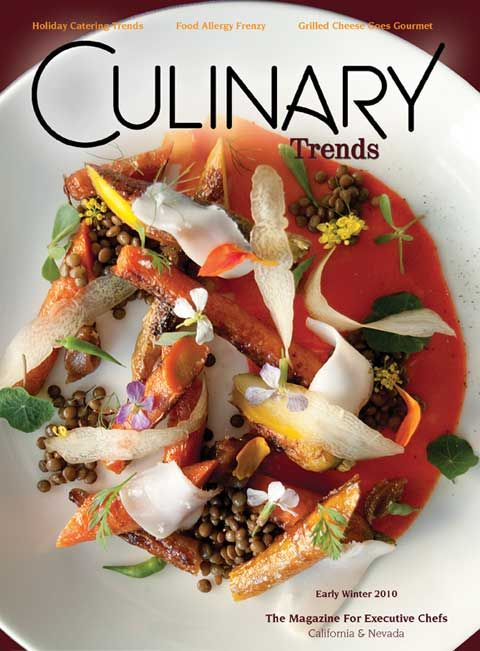 Holiday Catering Trends Food Allergy Frenzy Grilled Cheese Goes Gourmet
CULINARY
Trends
Early Winter 2010
The Magazine For Executive Chefs
California & Nevada